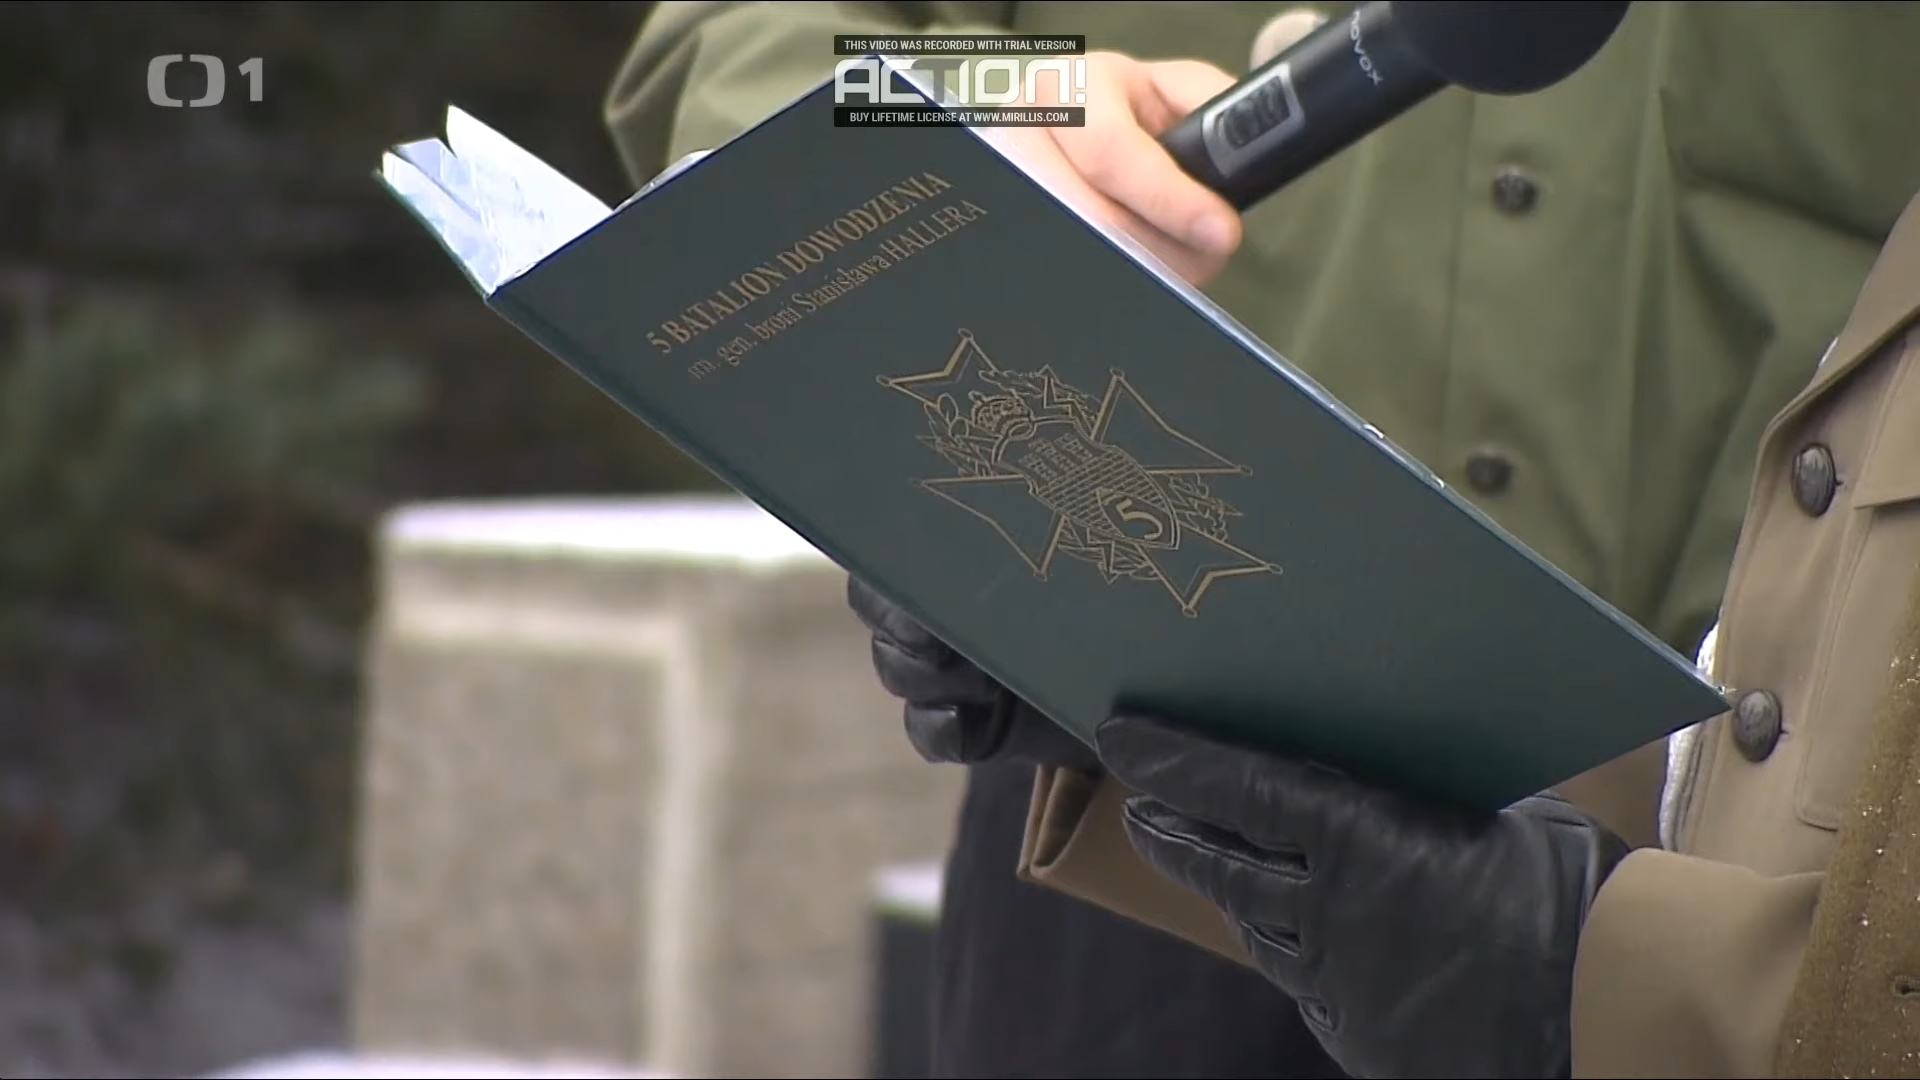 1
THIS VIDEO WAS RECORDED WITH TRIAL VERSION
ACTION!
BUY LIFETIME LICENSE AT WWW.MIRILLIS.COM
5 BATALION DOWODZENIA
im. gen. broni Stanisława HALLERA
5